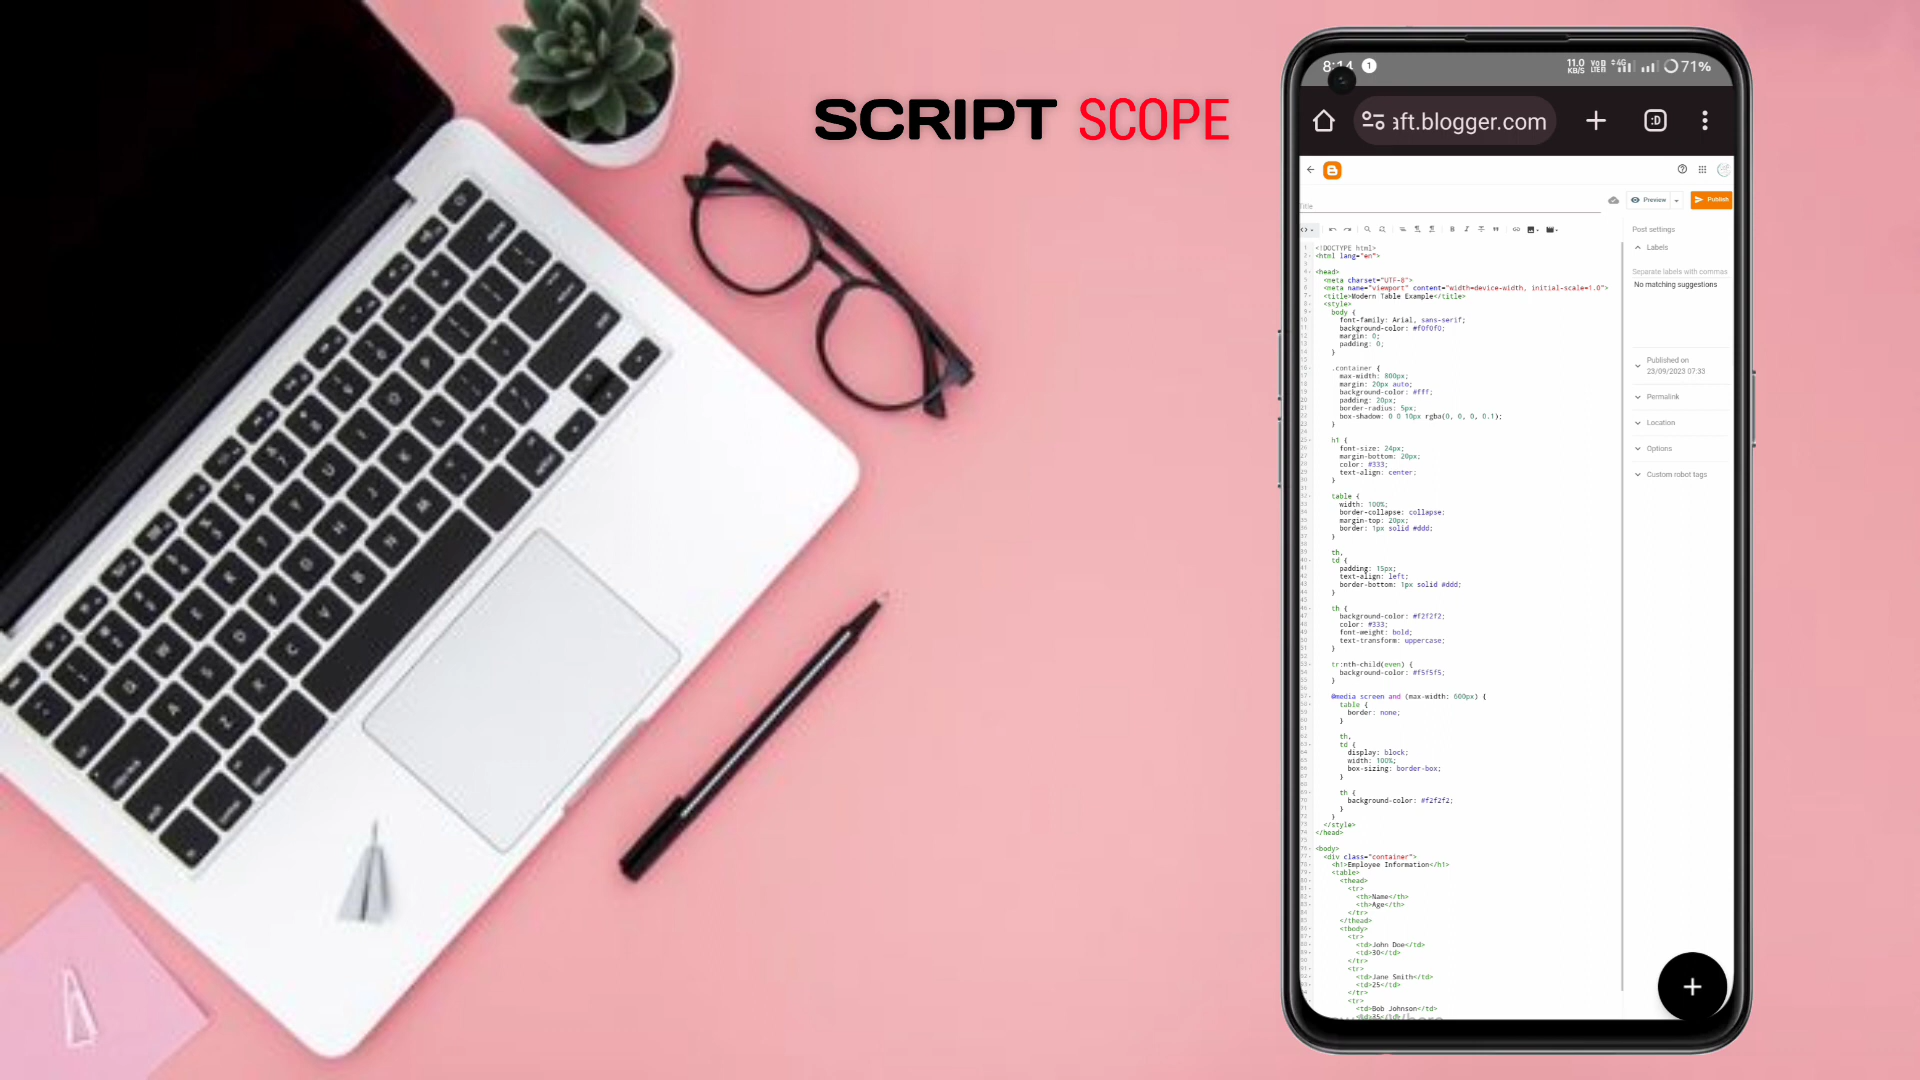 SCRIPT SCOPE
8:14 1 11.0 KB/S VoD LTE 4G 71%
aft.blogger.com :D
Title
Preview
Publish
Post settings
Labels
Separate labels with commas
No matching suggestions
Published on
23/09/2023 07:33
Permalink
Location
Options
Custom robot tags
<!DOCTYPE html>
<html lang="en">
<head>
<meta charset="UTF-8">
<meta name="viewport" content="width=device-width, initial-scale=1.0">
<title>Modern Table Example</title>
<style>
body {
font-family: Arial, sans-serif;
background-color: #f0f0f0;
margin: 0;
padding: 0;
}
.container {
max-width: 800px;
margin: 20px auto;
background-color: #fff;
padding: 20px;
border-radius: 5px;
box-shadow: 0 0 10px rgba(0, 0, 0, 0.1);
}
h1 {
font-size: 24px;
margin-bottom: 20px;
color: #333;
text-align: center;
}
table {
width: 100%;
border-collapse: collapse;
margin-top: 20px;
border: 1px solid #ddd;
}
th,
td {
padding: 15px;
text-align: left;
border-bottom: 1px solid #ddd;
}
th {
background-color: #f2f2f2;
color: #333;
font-weight: bold;
text-transform: uppercase;
}
tr:nth-child(even) {
background-color: #f5f5f5;
}
@media screen and (max-width: 600px) {
table {
border: none;
}
th,
td {
display: block;
width: 100%;
box-sizing: border-box;
}
th {
background-color: #f2f2f2;
}
}
</style>
</head>
<body>
<div class="container">
<h1>Employee Information</h1>
<table>
<thead>
<tr>
<th>Name</th>
<th>Age</th>
</tr>
</thead>
<tbody>
<tr>
<td>John Doe</td>
<td>30</td>
</tr>
<tr>
<td>Jane Smith</td>
<td>25</td>
</tr>
<tr>
<td>Bob Johnson</td>
<td>35</td>